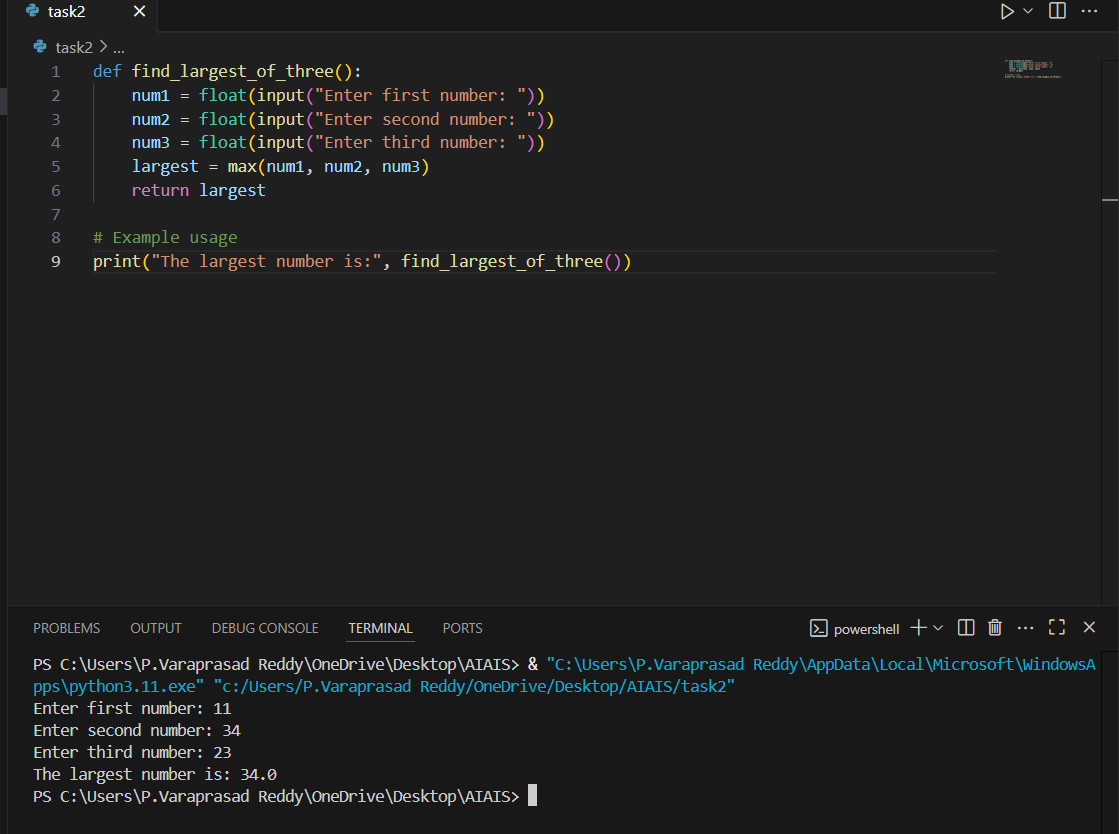 task2
task2 > ...
1 def find_largest_of_three():
2     num1 = float(input("Enter first number: "))
3     num2 = float(input("Enter second number: "))
4     num3 = float(input("Enter third number: "))
5     largest = max(num1, num2, num3)
6     return largest
7
8 # Example usage
9 print("The largest number is:", find_largest_of_three())
PROBLEMS OUTPUT DEBUG CONSOLE TERMINAL PORTS powershell
PS C:\Users\P.Varaprasad Reddy\OneDrive\Desktop\AIAIS> & "C:\Users\P.Varaprasad Reddy\AppData\Local\Microsoft\WindowsA
pps\python3.11.exe" "c:/Users/P.Varaprasad Reddy/OneDrive/Desktop/AIAIS/task2"
Enter first number: 11
Enter second number: 34
Enter third number: 23
The largest number is: 34.0
PS C:\Users\P.Varaprasad Reddy\OneDrive\Desktop\AIAIS>